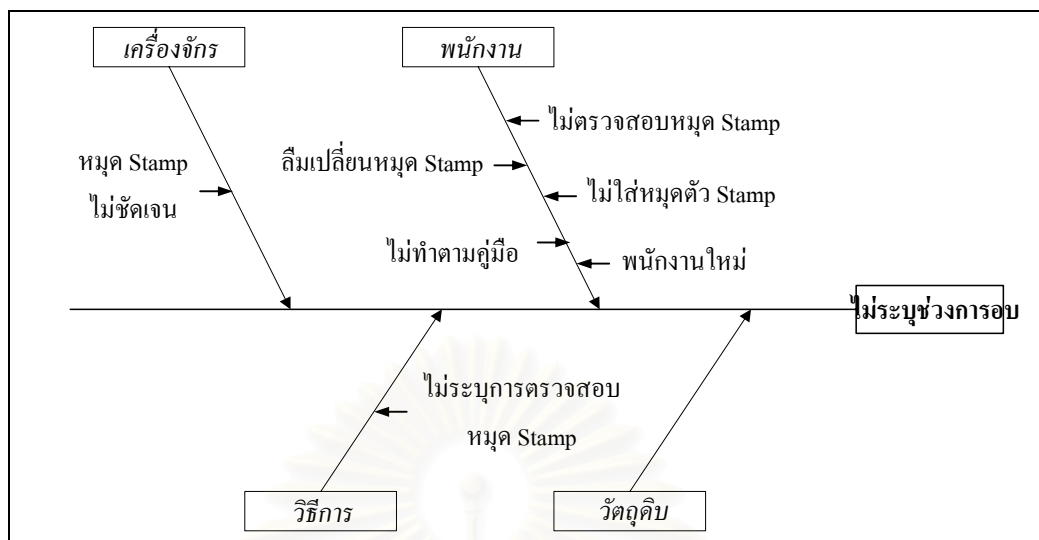 เครื่องจักร
พนักงาน
ไม่ตรวจสอบหมุด Stamp
ลืมเปลี่ยนหมุด Stamp
หมุด Stamp
ไม่ชัดเจน
ไม่ใส่หมุดตัว Stamp
ไม่ทำตามคู่มือ
พนักงานใหม่
ไม่ระบุช่วงการอบ
ไม่ระบุการตรวจสอบ
หมุด Stamp
วิธีการ
วัตถุดิบ